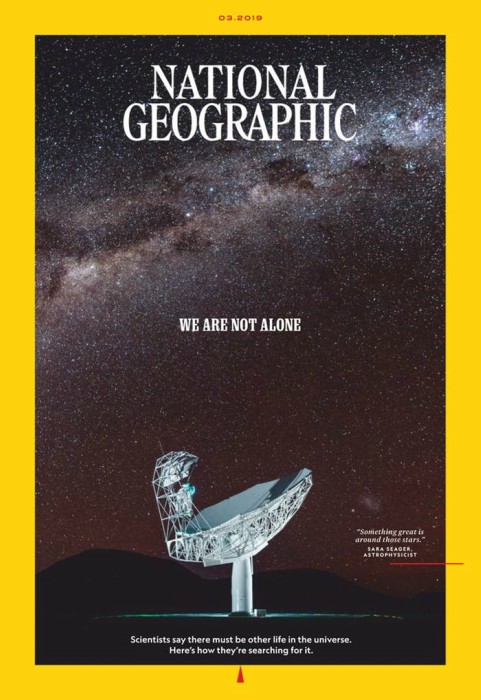 03.2019
NATIONAL
GEOGRAPHIC
WE ARE NOT ALONE
"Something great is
around those stars."
SARA SEAGER,
ASTROPHYSICIST
Scientists say there must be other life in the universe.
Here's how they're searching for it.